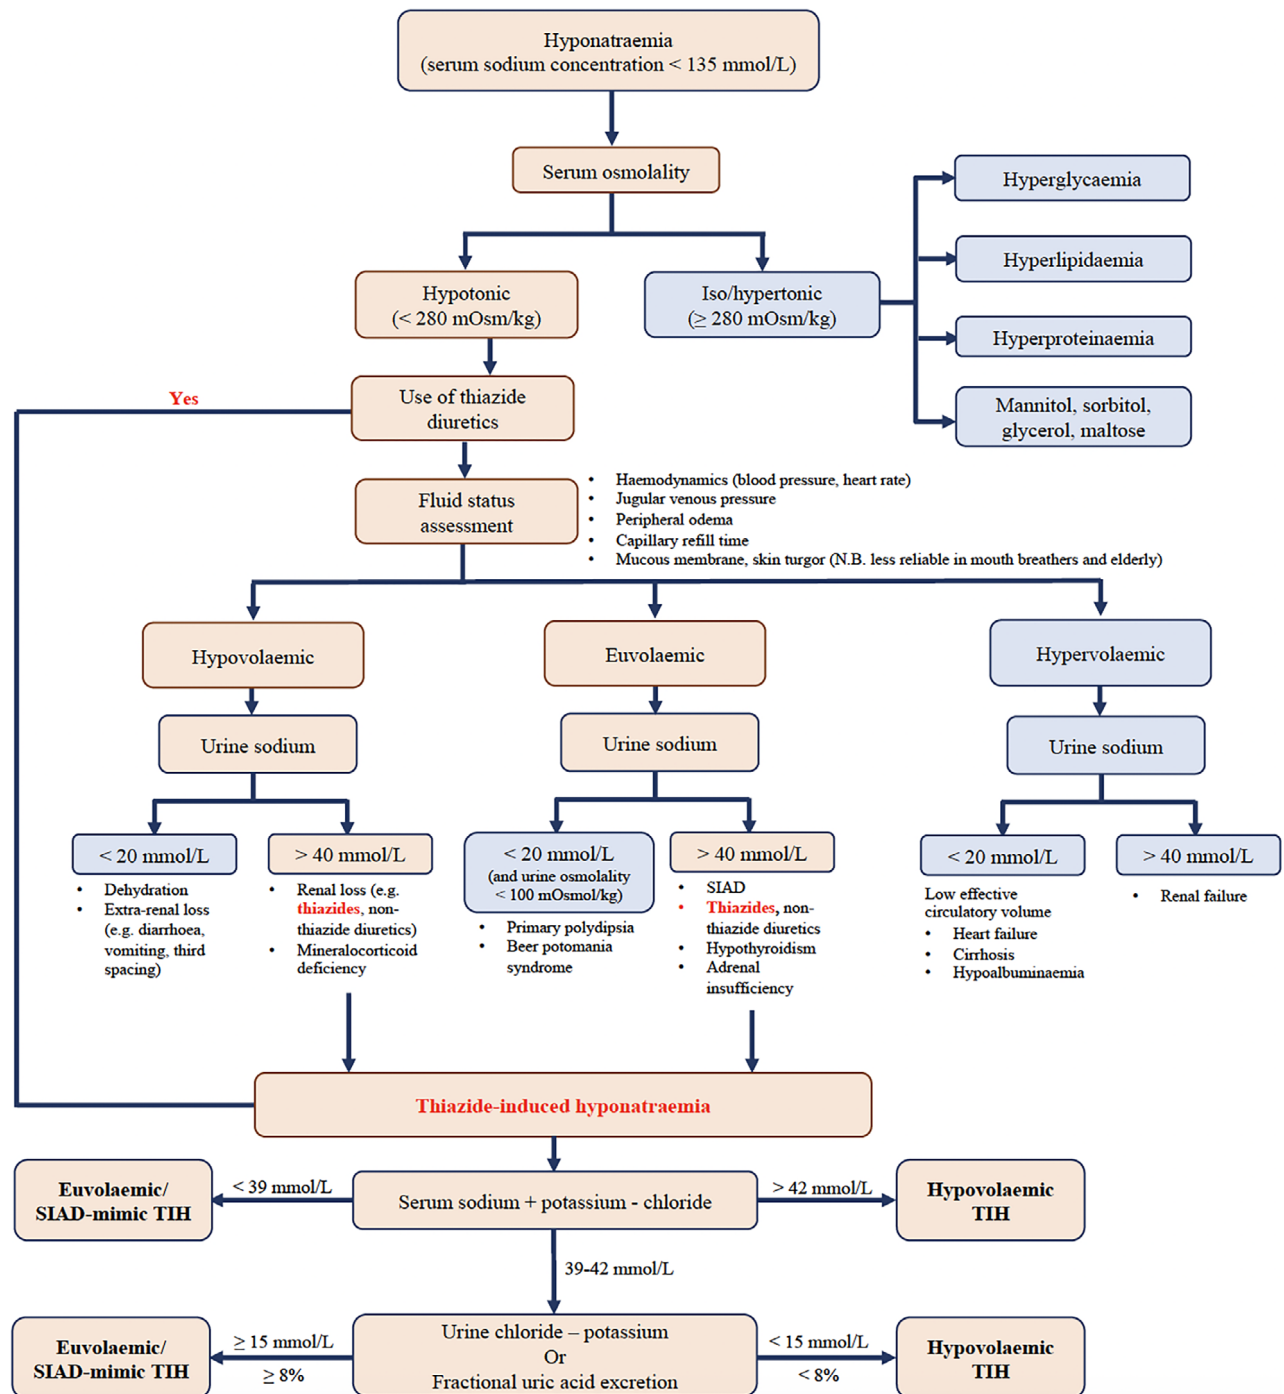 Hyponatraemia
(serum sodium concentration < 135 mmol/L)
Serum osmolality
Hyperglycaemia
Hyperlipidaemia
Hyperproteinaemia
Mannitol, sorbitol,
glycerol, maltose
Hypotonic
(< 280 mOsm/kg)
Iso/hypertonic
(≥ 280 mOsm/kg)
Yes
Use of thiazide
diuretics
Fluid status
assessment
• Haemodynamics (blood pressure, heart rate)
• Jugular venous pressure
• Peripheral odema
• Capillary refill time
• Mucous membrane, skin turgor (N.B. less reliable in mouth breathers and elderly)
Hypovolaemic
Euvolaemic
Hypervolaemic
Urine sodium
Urine sodium
Urine sodium
< 20 mmol/L
• Dehydration
• Extra-renal loss
(e.g. diarrhoea,
vomiting, third
spacing)
> 40 mmol/L
• Renal loss (e.g.
thiazides, non-
thiazide diuretics)
• Mineralocorticoid
deficiency
< 20 mmol/L
(and urine osmolality
< 100 mOsmol/kg)
• Primary polydipsia
• Beer potomania
syndrome
> 40 mmol/L
• SIAD
• Thiazides, non-
thiazide diuretics
• Hypothyroidism
• Adrenal
insufficiency
< 20 mmol/L
Low effective
circulatory volume
• Heart failure
• Cirrhosis
• Hypoalbuminaemia
> 40 mmol/L
• Renal failure
Thiazide-induced hyponatraemia
Euvolaemic/
SIAD-mimic TIH
< 39 mmol/L
Serum sodium + potassium - chloride
> 42 mmol/L
Hypovolaemic
TIH
39-42 mmol/L
Euvolaemic/
SIAD-mimic TIH
≥ 15 mmol/L
≥ 8%
Urine chloride – potassium
Or
Fractional uric acid excretion
< 15 mmol/L
< 8%
Hypovolaemic
TIH